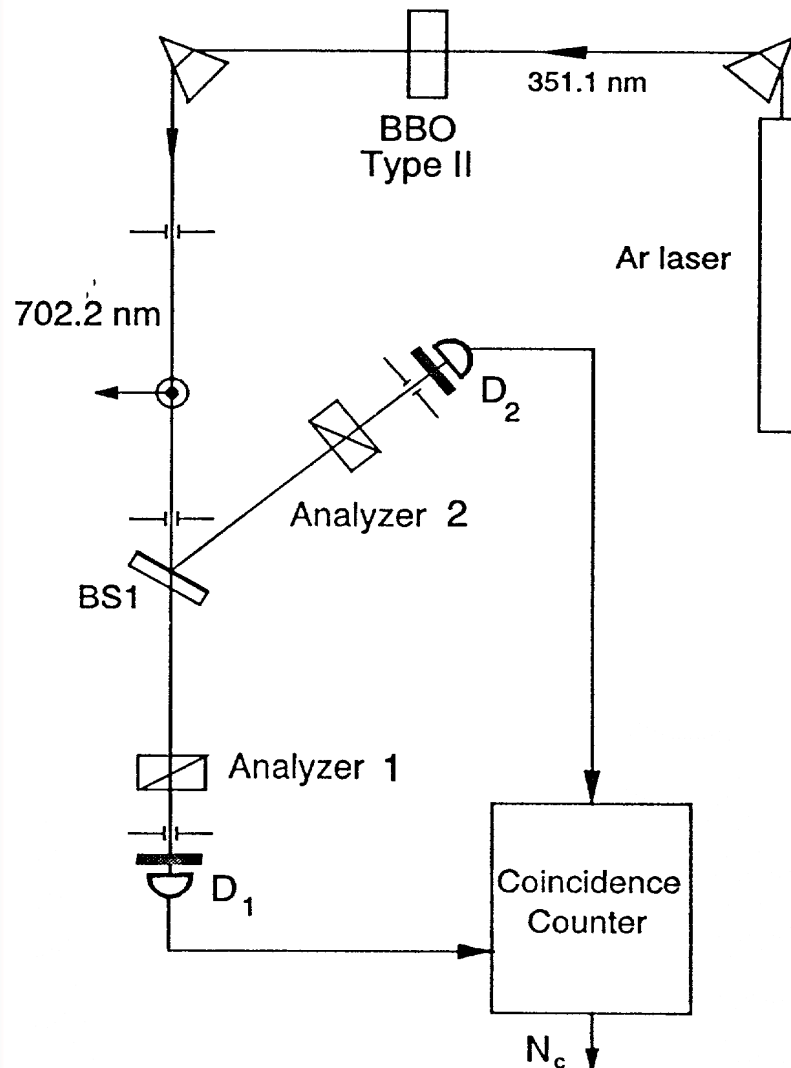 351.1 nm
BBO
Type II
Ar laser
702.2 nm
D2
Analyzer 2
BS1
Analyzer 1
D1
Coincidence
Counter
Nc